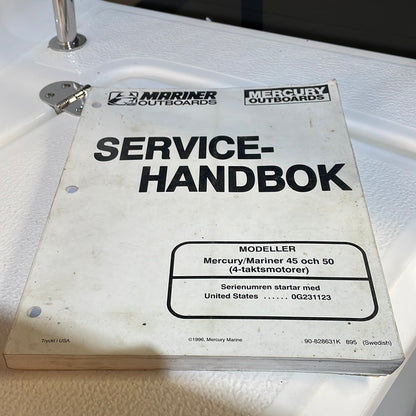 MARINER
OUTBOARDS
MERCURY
OUTBOARDS
SERVICE-
HANDBOK
MODELLER
Mercury/Mariner 45 och 50
(4-taktsmotorer)
Serienumren startar med
United States ...... 0G231123
Tryckt i USA
©1996, Mercury Marine
90-828631K 895 (Swedish)